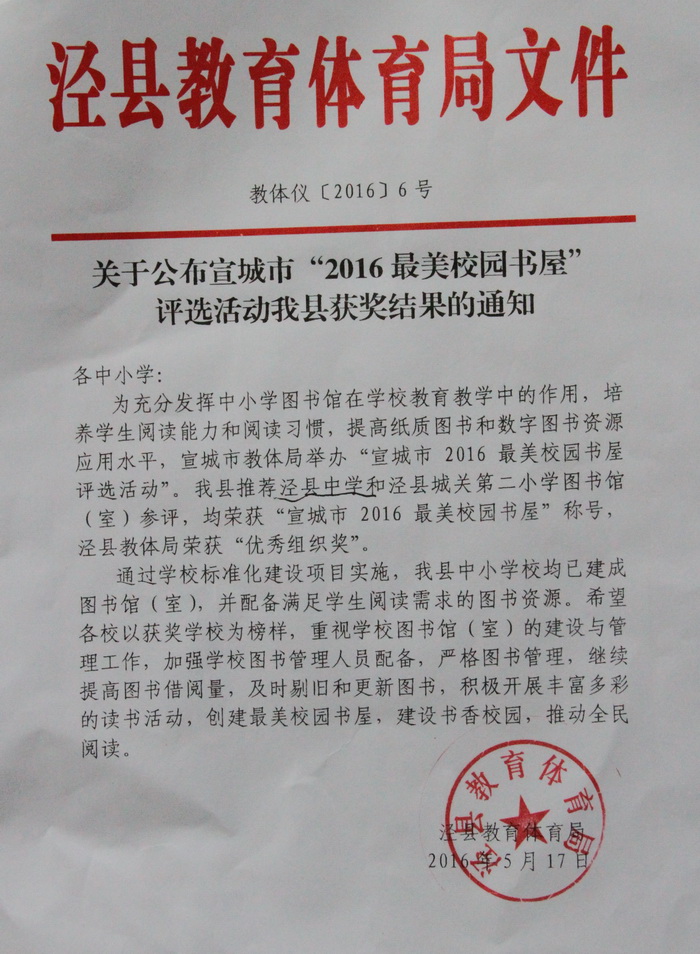 泾县教育体育局文件
教体仪〔2016〕6号
关于公布宣城市“2016最美校园书屋”
评选活动我县获奖结果的通知
各中小学：
为充分发挥中小学图书馆在学校教育教学中的作用，培
养学生阅读能力和阅读习惯，提高纸质图书和数字图书资源
应用水平，宣城市教体局举办“宣城市 2016 最美校园书屋
评选活动”。我县推荐泾县中学和泾县城关第二小学图书馆
（室）参评，均荣获“宣城市 2016 最美校园书屋”称号，
泾县教体局荣获“优秀组织奖”。
通过学校标准化建设项目实施，我县中小学校均已建成
图书馆（室），并配备满足学生阅读需求的图书资源。希望
各校以获奖学校为榜样，重视学校图书馆（室）的建设与管
理工作，加强学校图书管理人员配备，严格图书管理，继续
提高图书借阅量，及时剔旧和更新图书，积极开展丰富多彩
的读书活动，创建最美校园书屋，建设书香校园，推动全民
阅读。
泾县教育体育局
2016年5月17日
泾县教育体育局